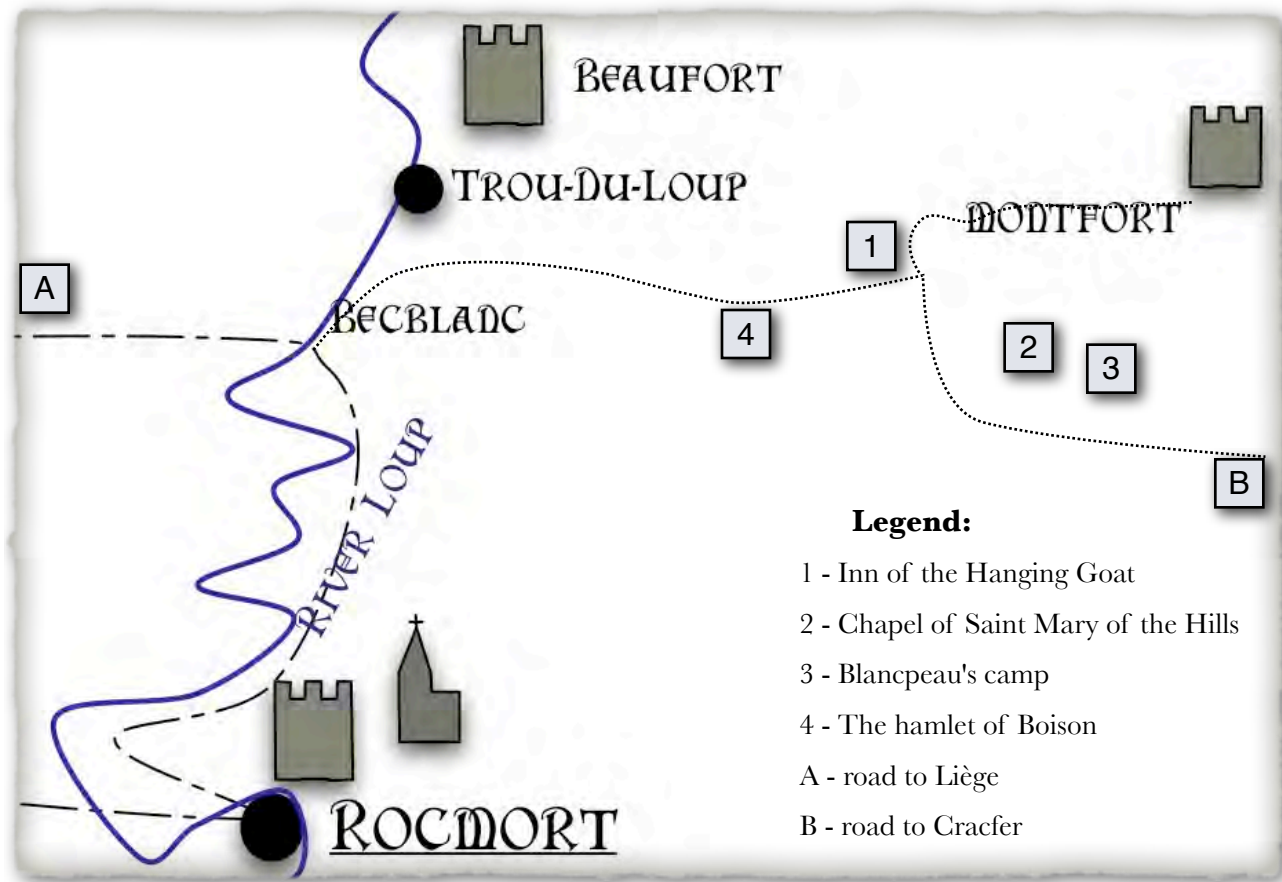 BEAUFORT
TROU-DU-LOUP
MONTFORT
1
A
BECBLANC
4
2
3
B
RIVER LOUP
Legend:
1 - Inn of the Hanging Goat
2 - Chapel of Saint Mary of the Hills
3 - Blancpeau's camp
4 - The hamlet of Boison
A - road to Liège
B - road to Cracfer
ROCMORT